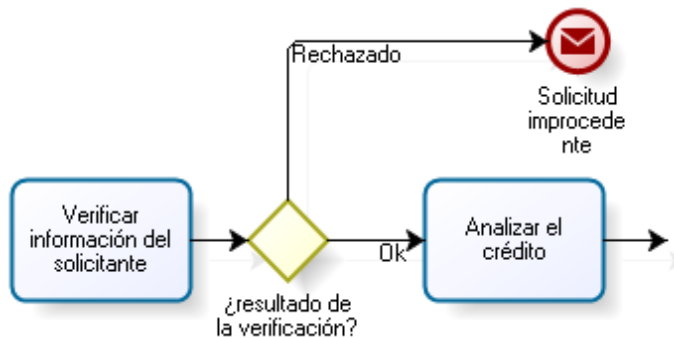 Rechazado
Solicitud
improcede
nte
Verificar
información del
solicitante
Ok
Analizar el
crédito
¿resultado de
la verificación?